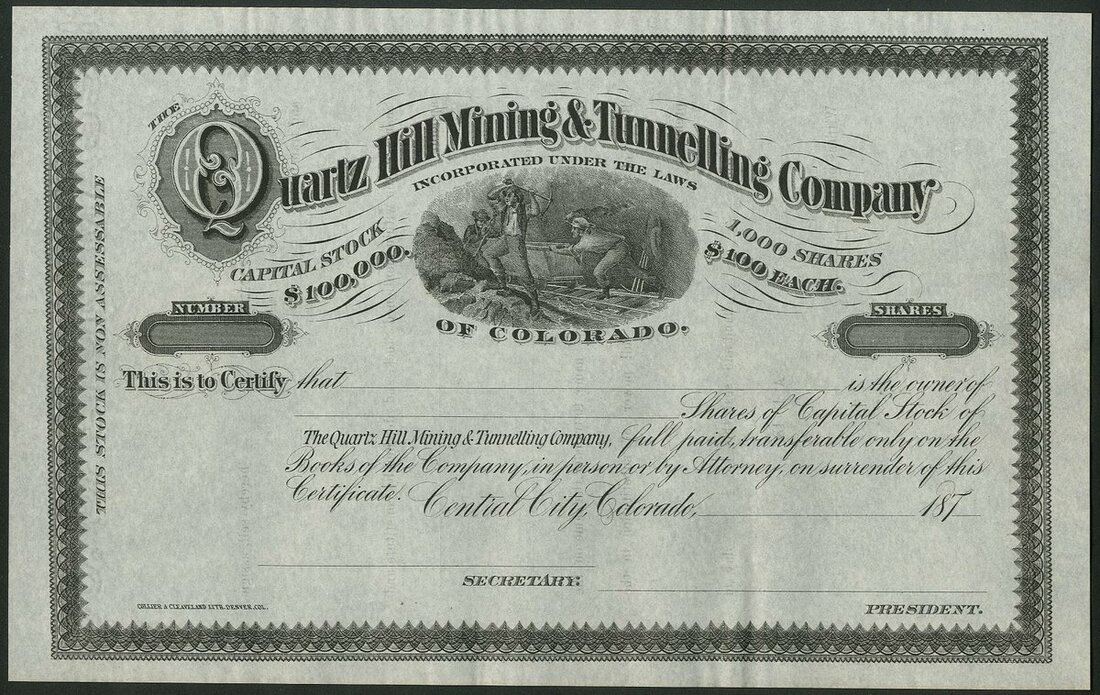 THE
Quartz Hill Mining & Tunnelling Company
INCORPORATED UNDER THE LAWS
CAPITAL STOCK
$100,000.
1,000 SHARES
$100 EACH.
OF COLORADO.
NUMBER
SHARES
THIS STOCK IS NON ASSESSABLE
This is to Certify that is the owner of
Shares of Capital Stock of
The Quartz Hill Mining & Tunnelling Company, full paid, transferable only on the
Books of the Company, in person or by Attorney, on surrender of this
Certificate. Central City, Colorado, 187
SECRETARY.
PRESIDENT.
COLLIER & CLEAVELAND LITH. DENVER, COL.